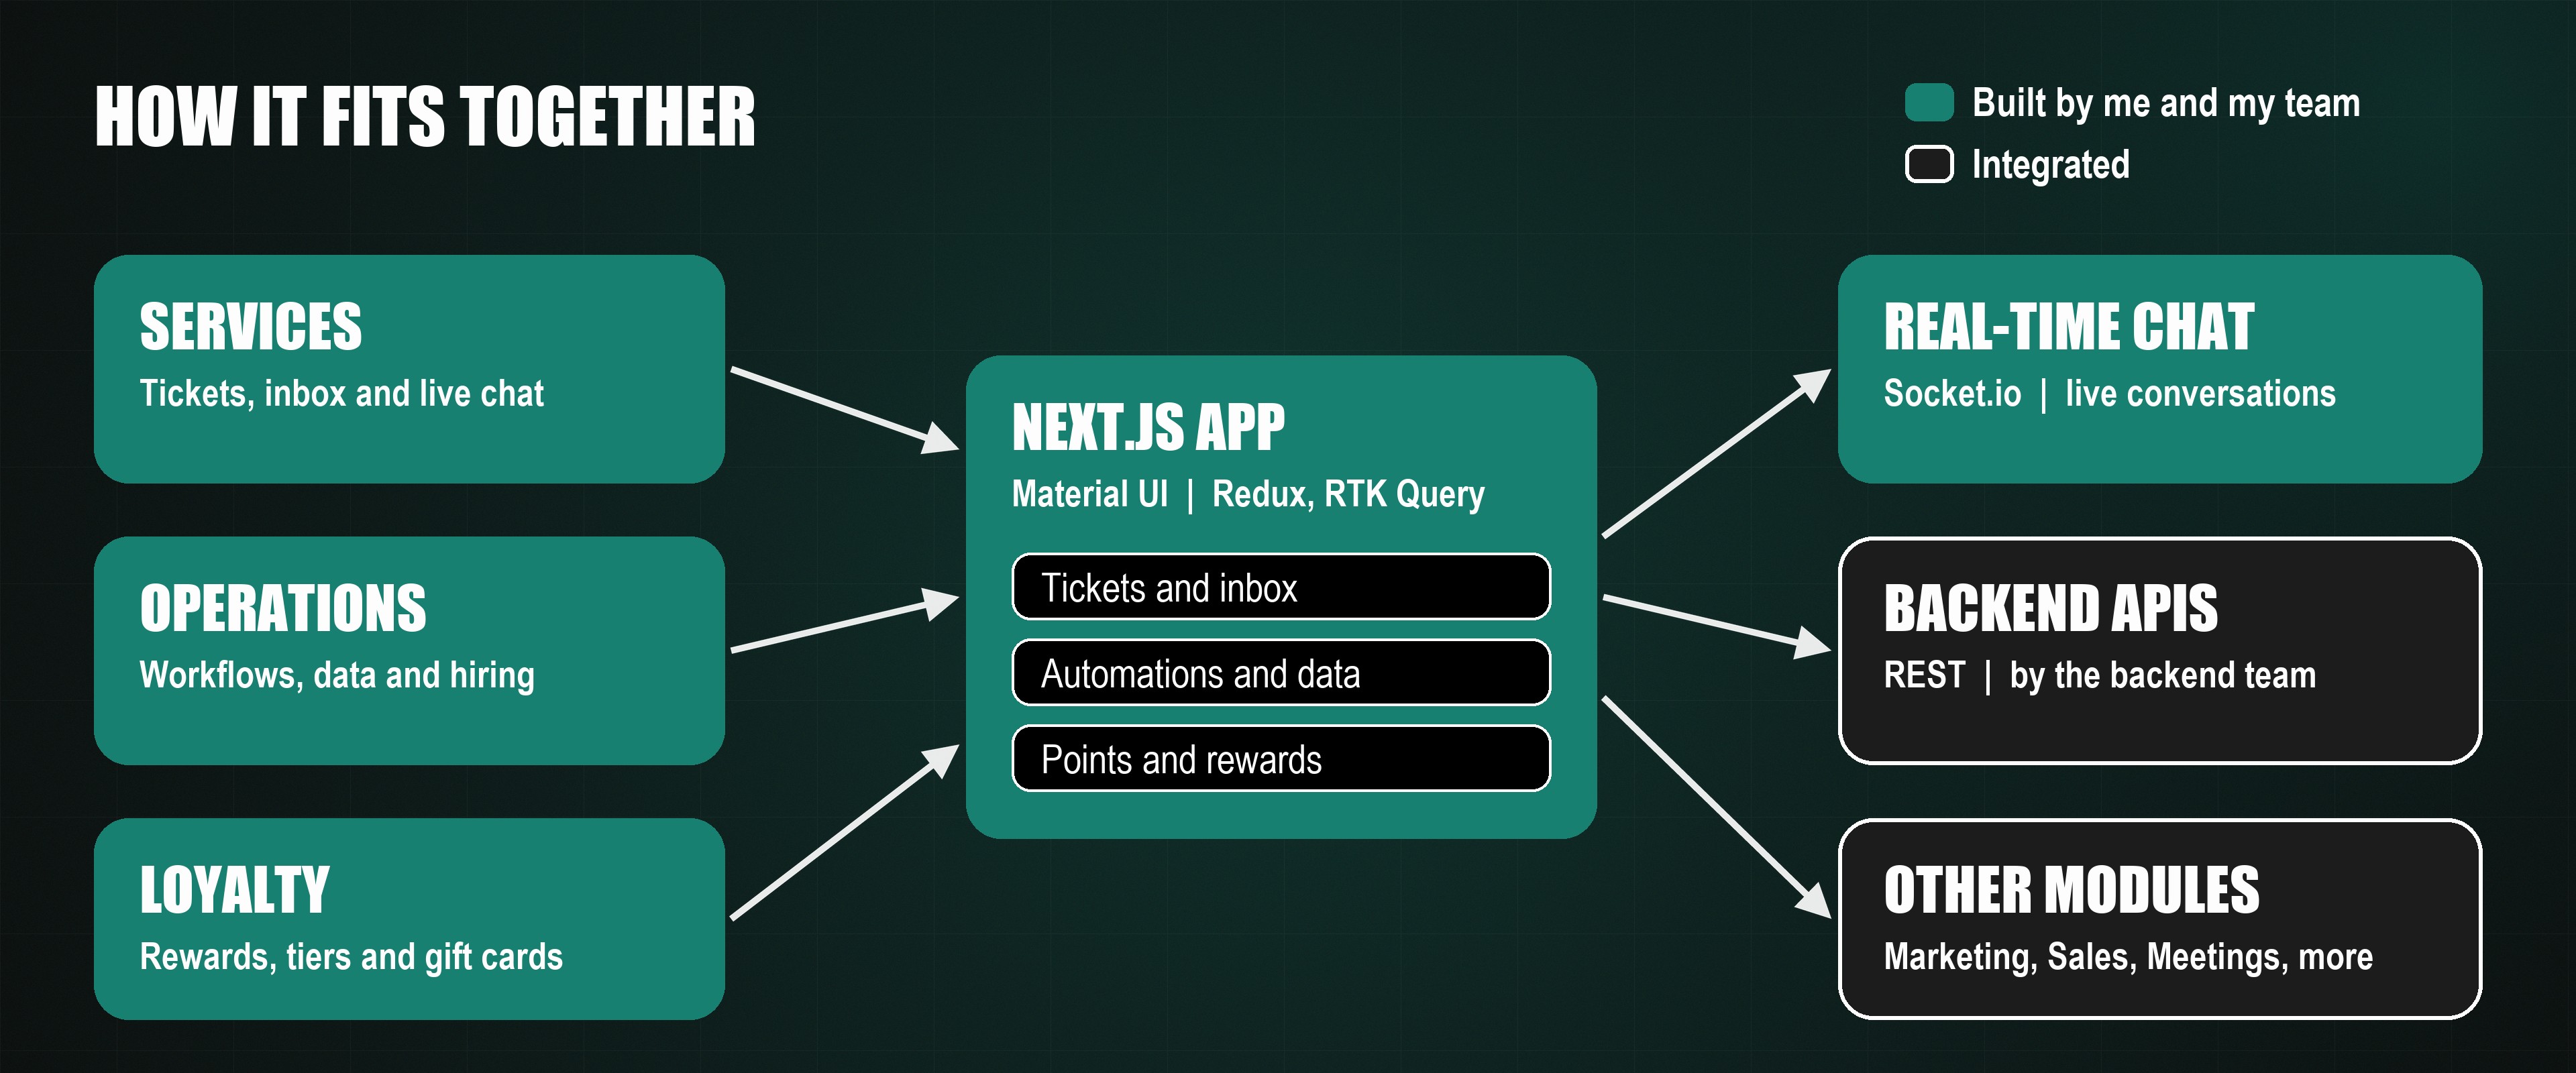 HOW IT FITS TOGETHER
Built by me and my team
Integrated
SERVICES
Tickets, inbox and live chat
OPERATIONS
Workflows, data and hiring
LOYALTY
Rewards, tiers and gift cards
NEXT.JS APP
Material UI | Redux, RTK Query
Tickets and inbox
Automations and data
Points and rewards
REAL-TIME CHAT
Socket.io | live conversations
BACKEND APIS
REST | by the backend team
OTHER MODULES
Marketing, Sales, Meetings, more